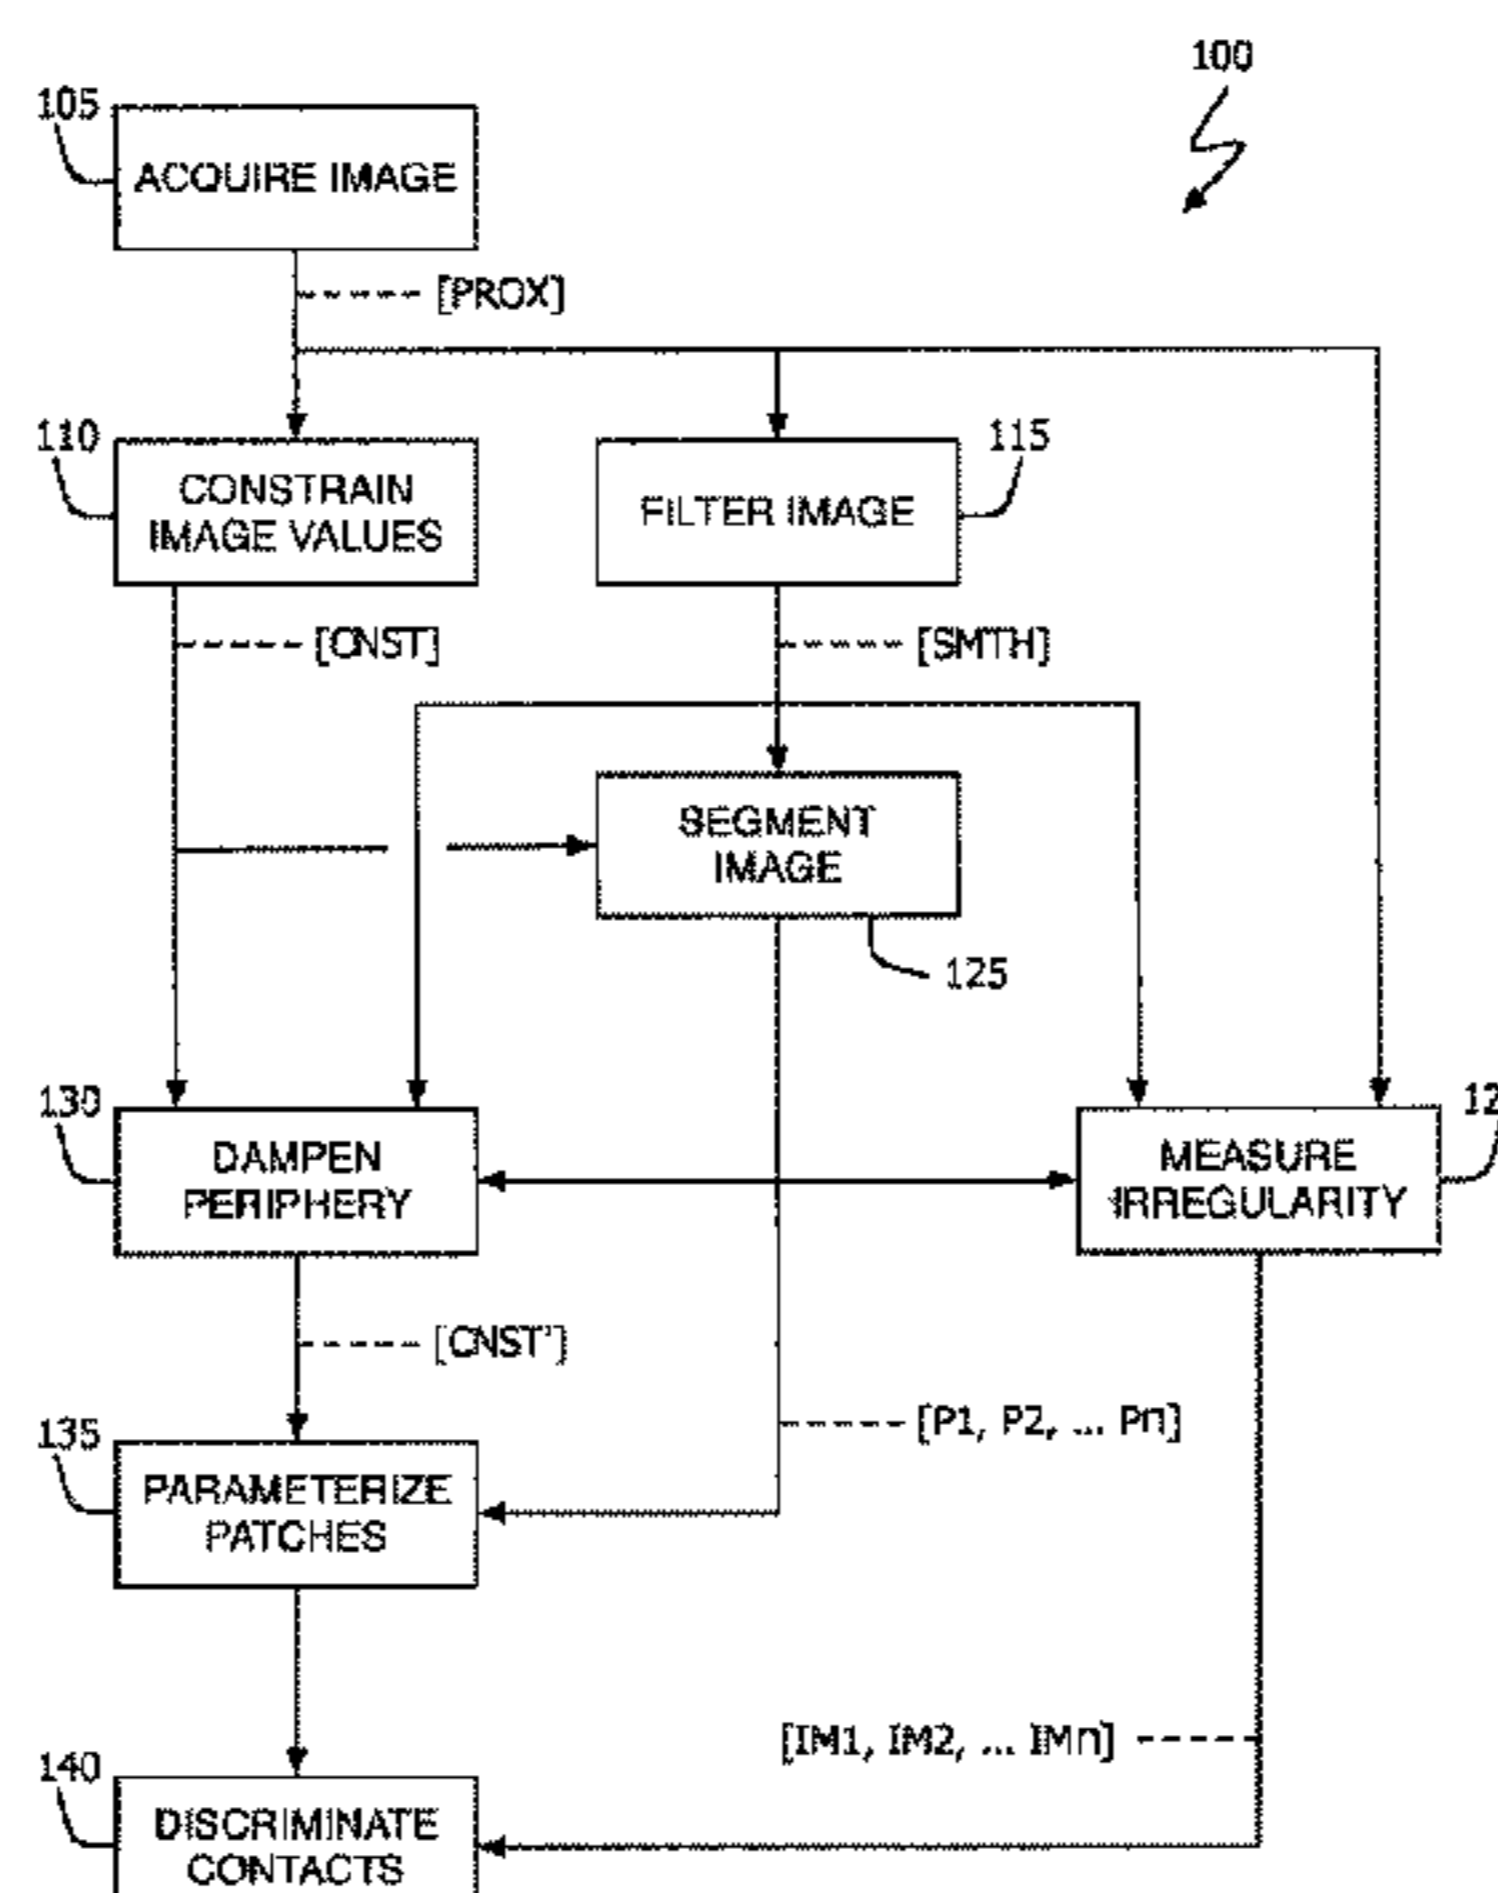 100
105
ACQUIRE IMAGE
[PROX]
110
CONSTRAIN
IMAGE VALUES
FILTER IMAGE
115
[CNST]
[SMTH]
SEGMENT
IMAGE
125
130
DAMPEN
PERIPHERY
MEASURE
IRREGULARITY
[CNST']
135
PARAMETERIZE
PATCHES
[P1, P2, ... Pn]
[IM1, IM2, ... IMn]
140
DISCRIMINATE
CONTACTS